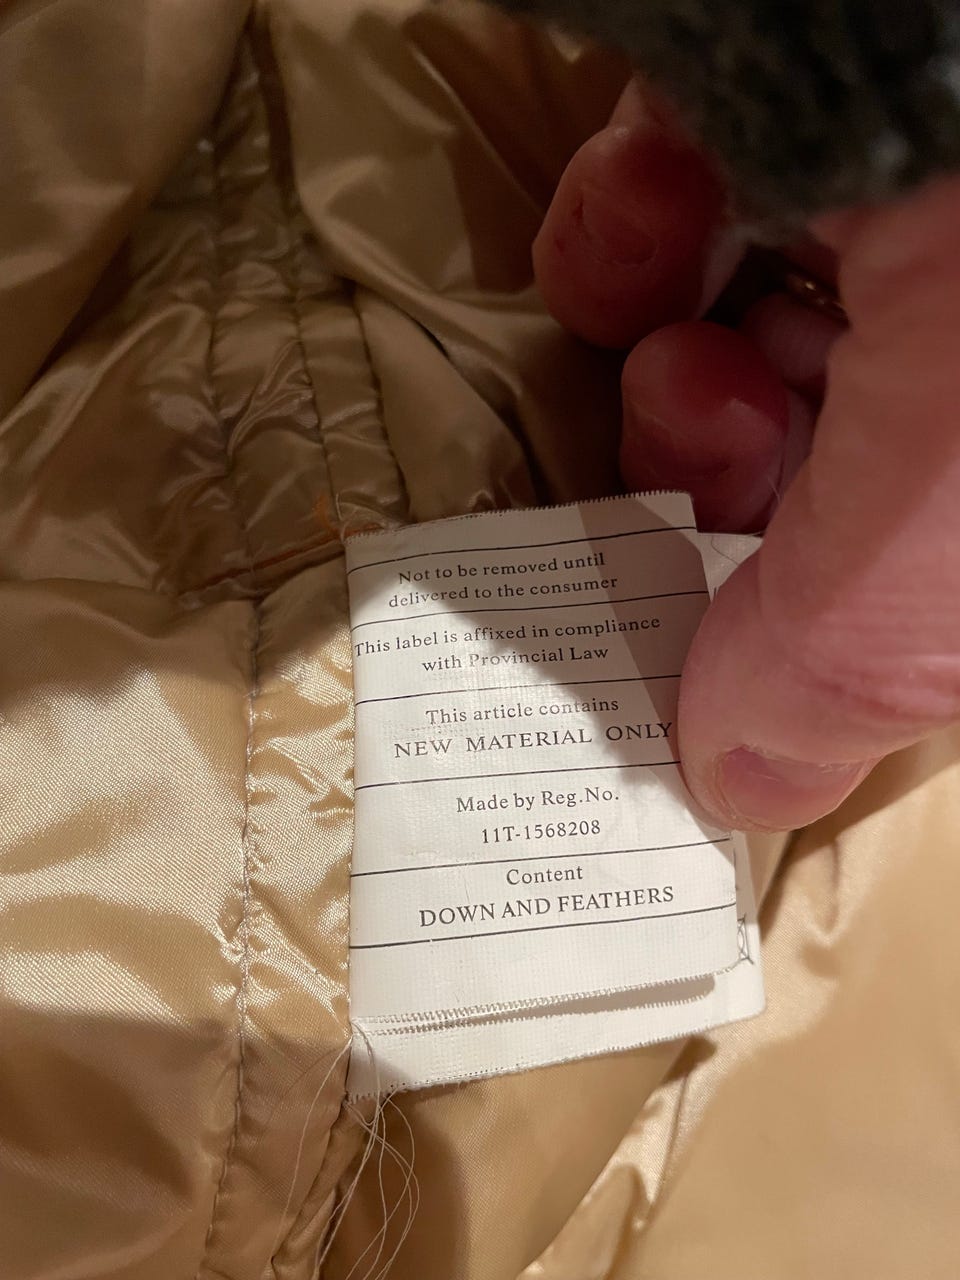 Not to be removed until
delivered to the consumer
This label is affixed in compliance
with Provincial Law
This article contains
NEW MATERIAL ONLY
Made by Reg.No.
11T-1568208
Content
DOWN AND FEATHERS